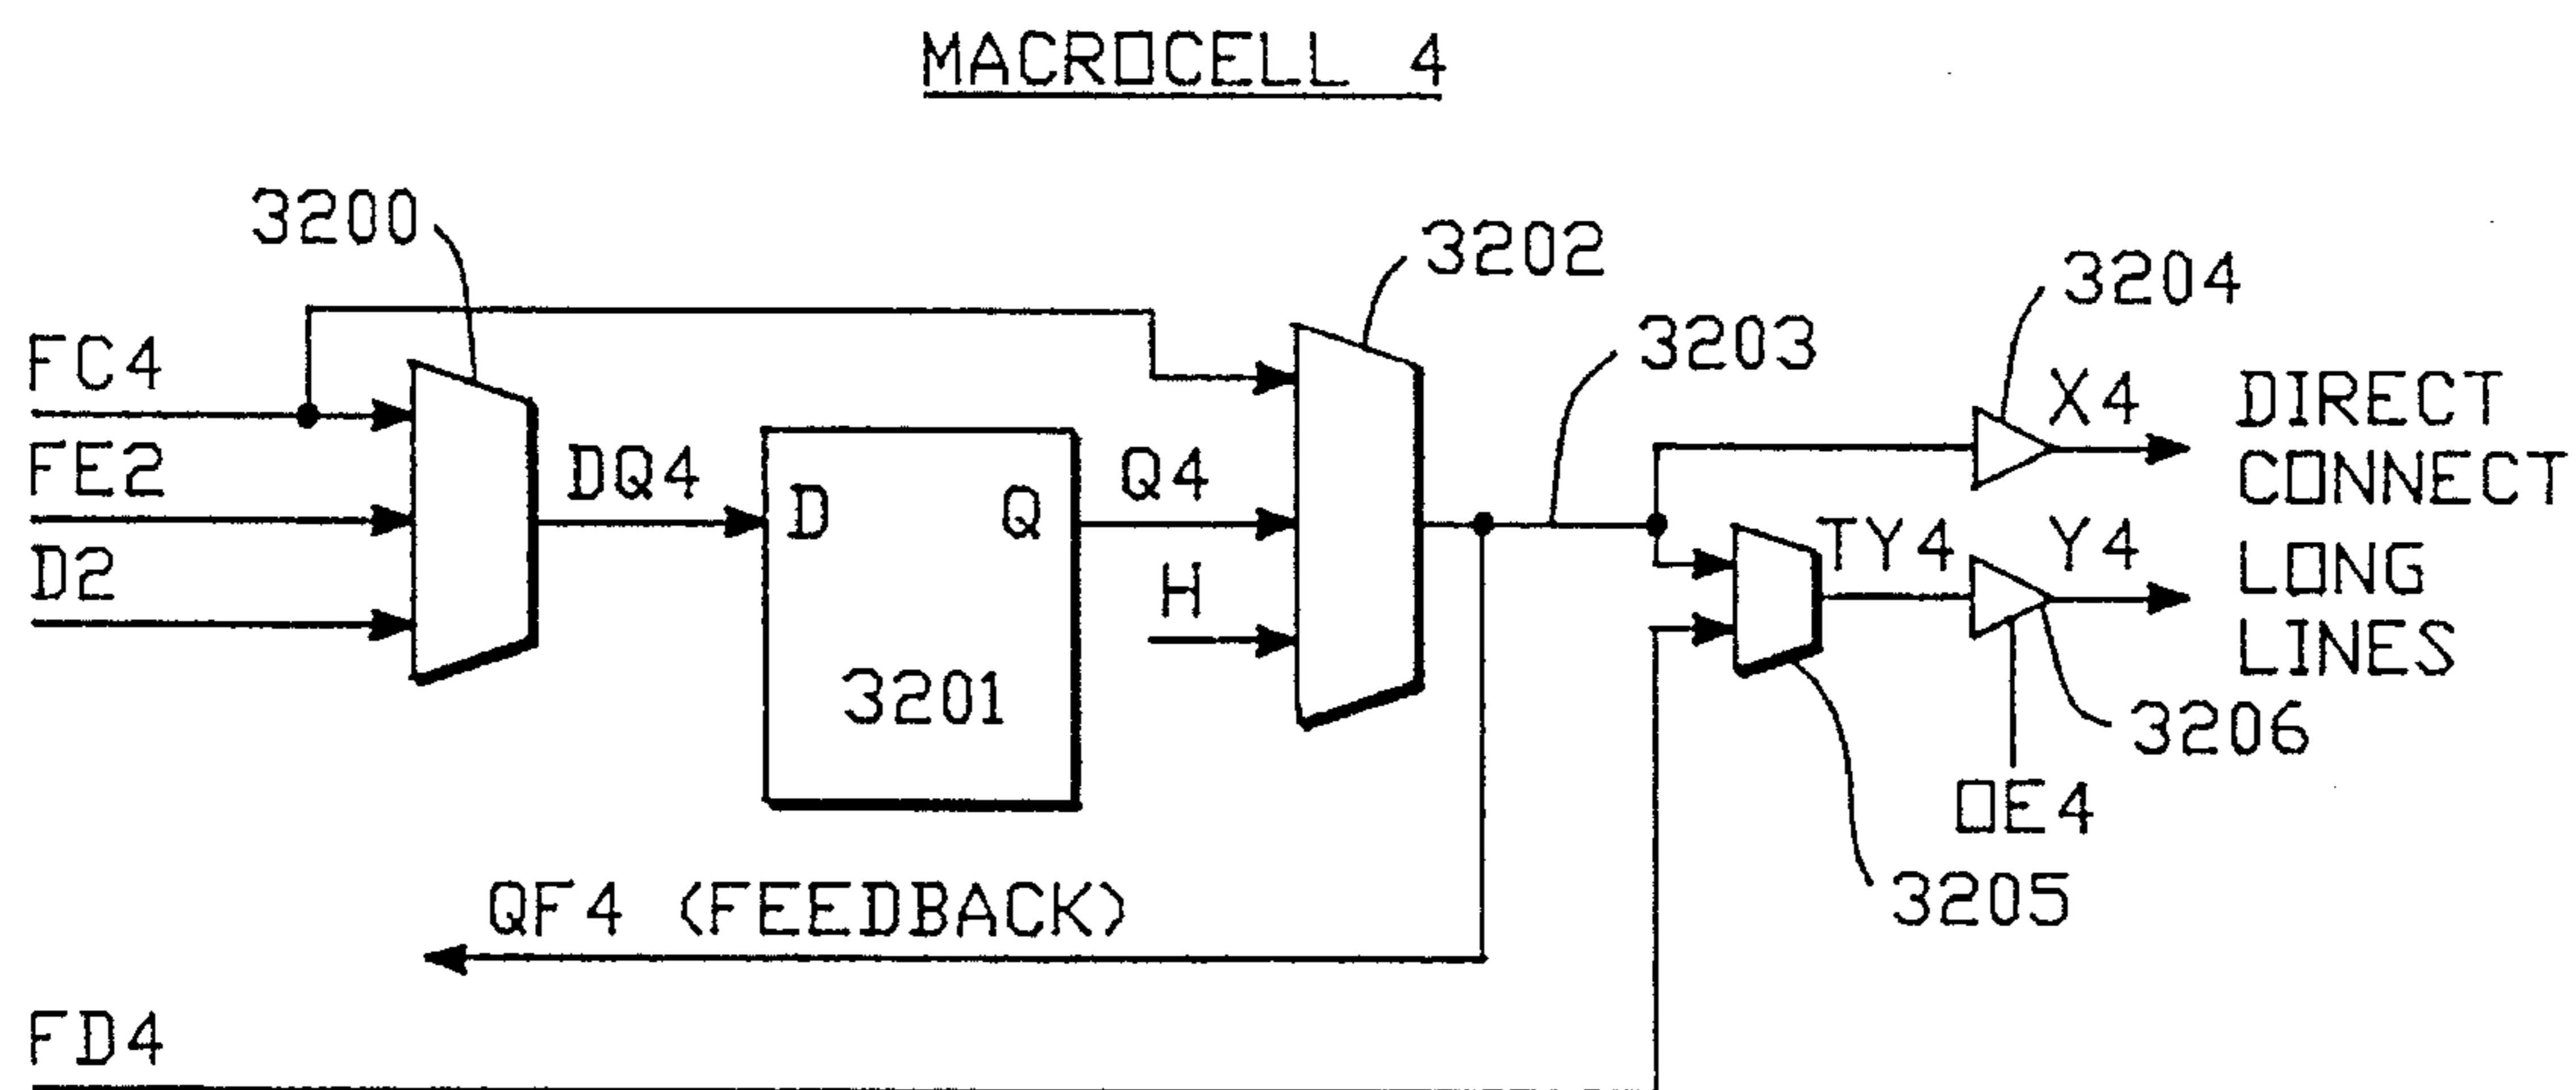 MACROCELL 4
3200
3202
3204
3203
FC4
X4
DIRECT
CONNECT
FE2
DQ4
D
Q
Q4
TY4
Y4
LONG
LINES
D2
H
3201
3206
OE4
3205
QF4 (FEEDBACK)
FD4